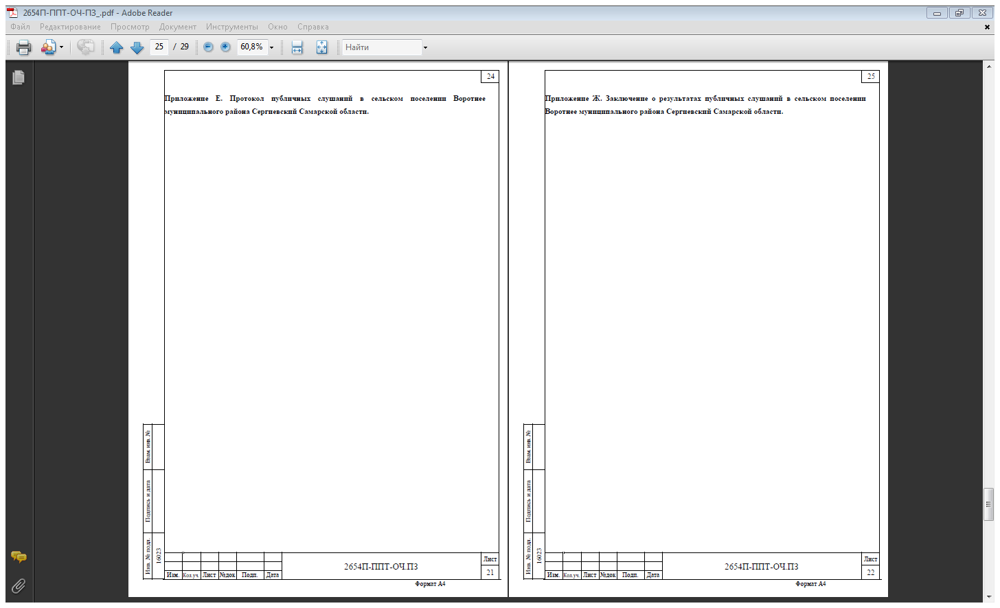 2654П-ППТ-ОЧ-ПЗ_.pdf - Adobe Reader
Файл Редактирование Просмотр Документ Инструменты Окно Справка
25 / 29 60,8% Найти
24
Приложение Е. Протокол публичных слушаний в сельском поселении Воротнее
муниципального района Сергиевский Самарской области.
Взам. инв. №
Подпись и дата
Инв. № подл.
16023
Изм. Кол.уч. Лист №док Подп. Дата
2654П-ППТ-ОЧ.ПЗ
Лист
21
Формат А4
25
Приложение Ж. Заключение о результатах публичных слушаний в сельском поселении
Воротнее муниципального района Сергиевский Самарской области.
Взам. инв. №
Подпись и дата
Инв. № подл.
16023
Изм. Кол.уч. Лист №док Подп. Дата
2654П-ППТ-ОЧ.ПЗ
Лист
22
Формат А4